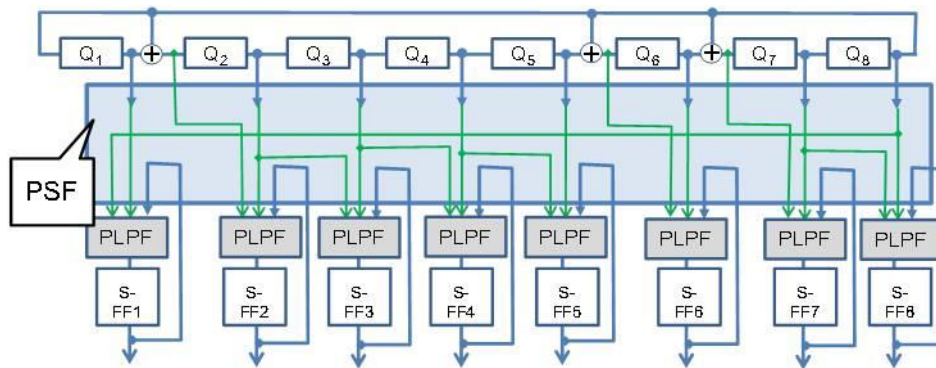 Q1 + Q2 Q3 Q4 Q5 + Q6 + Q7 Q8
PSF
PLPF PLPF PLPF PLPF PLPF PLPF PLPF PLPF
S- S- S- S- S- S- S- S-
FF1 FF2 FF3 FF4 FF5 FF6 FF7 FF8